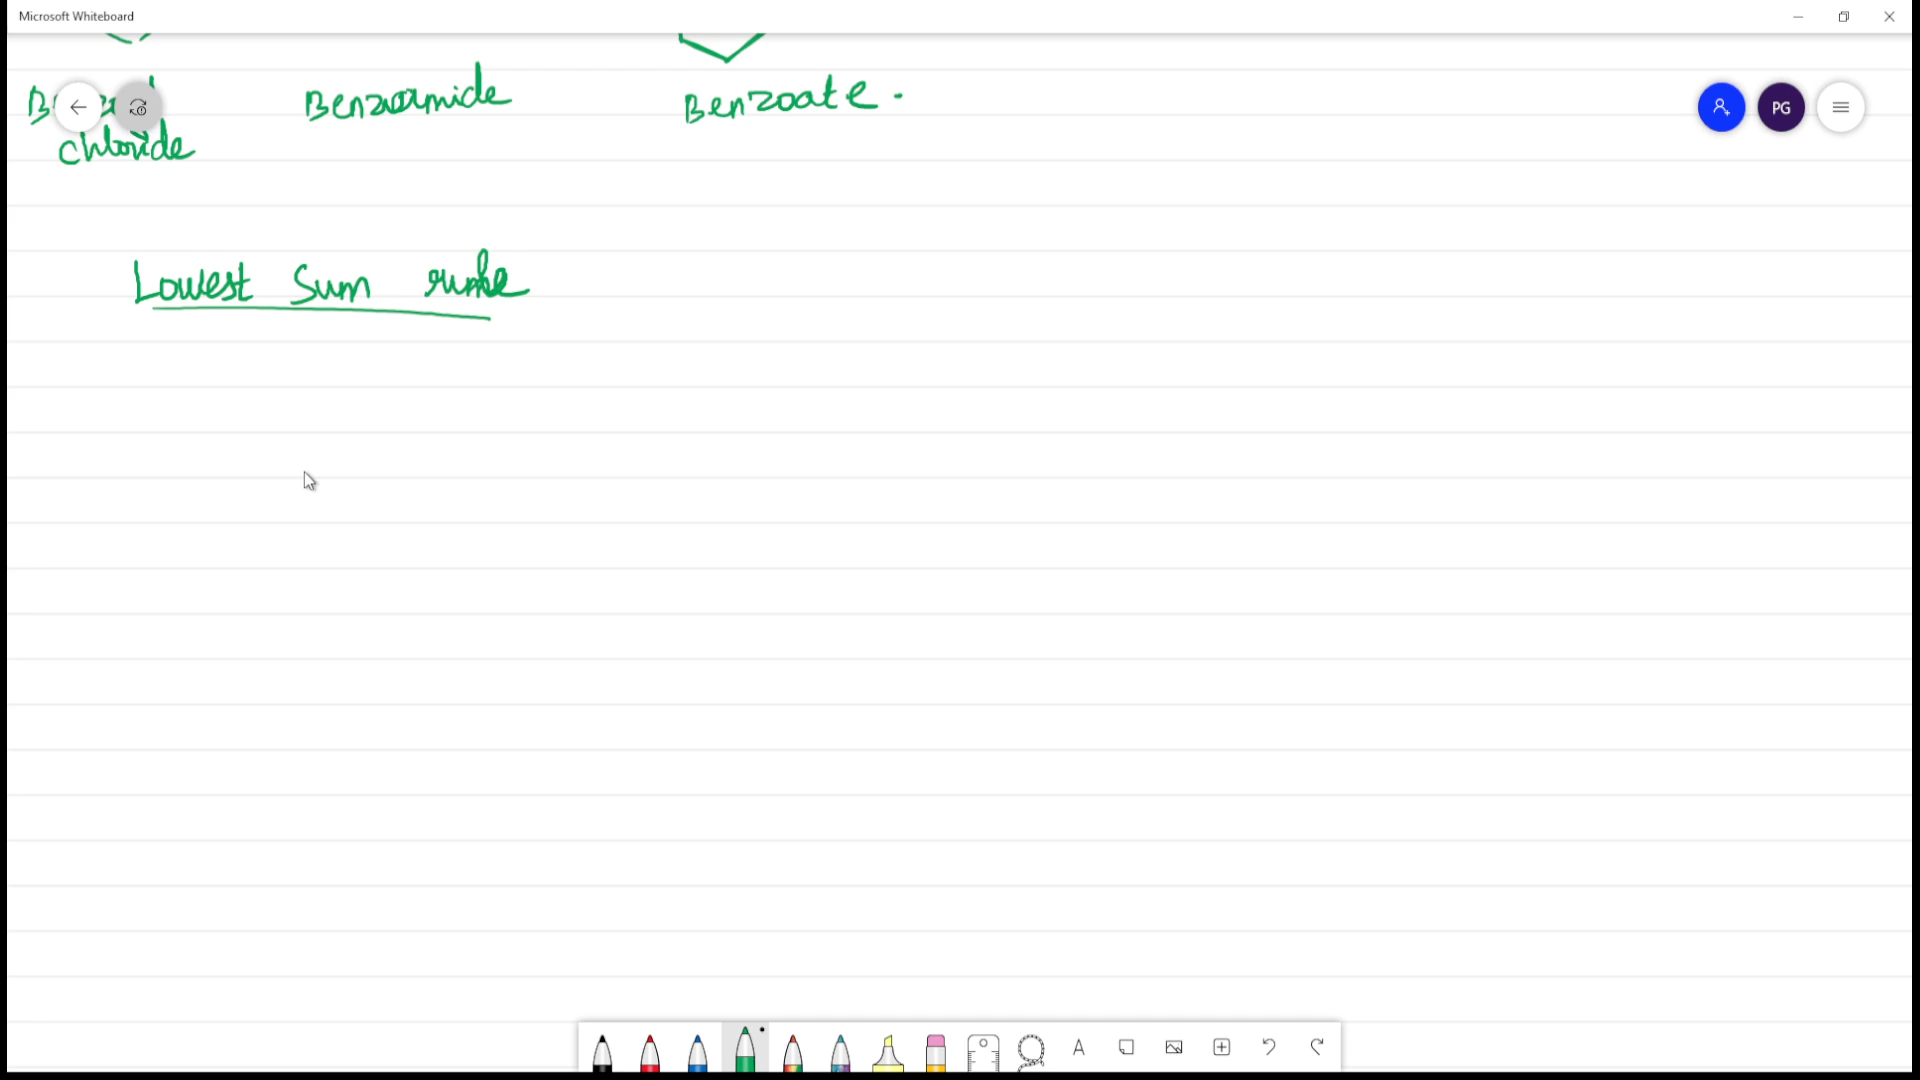 Microsoft Whiteboard
Benzamide
Benzoate.
PG
chloride
Lowest Sum rule
A